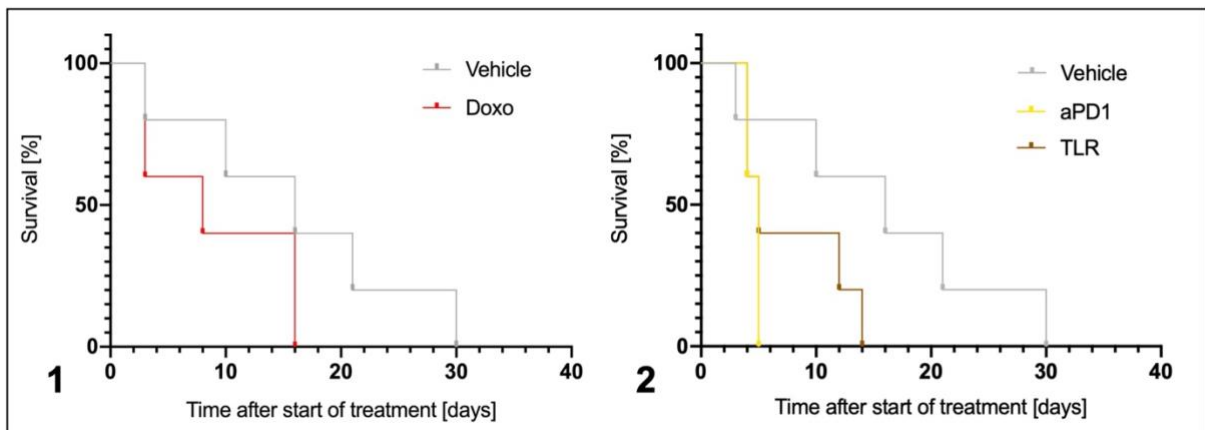 100
50
0
Survival [%]
Vehicle
Doxo
0 10 20 30 40
Time after start of treatment [days]
1
100
50
0
Survival [%]
Vehicle
aPD1
TLR
0 10 20 30 40
Time after start of treatment [days]
2